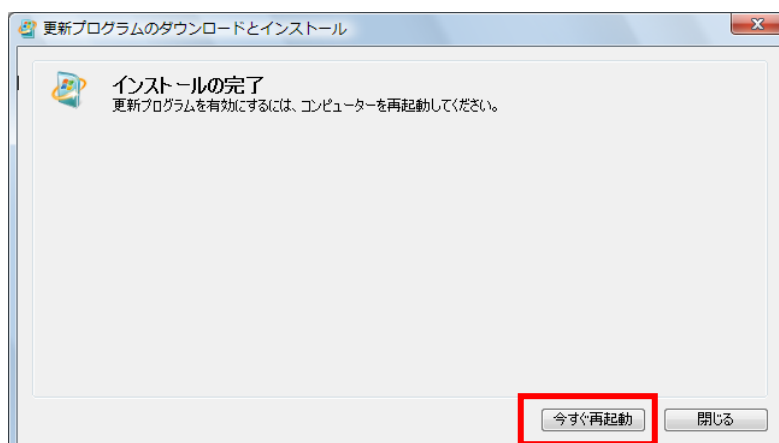 更新プログラムのダウンロードとインストール
インストールの完了
更新プログラムを有効にするには、コンピューターを再起動してください。
今すぐ再起動
閉じる